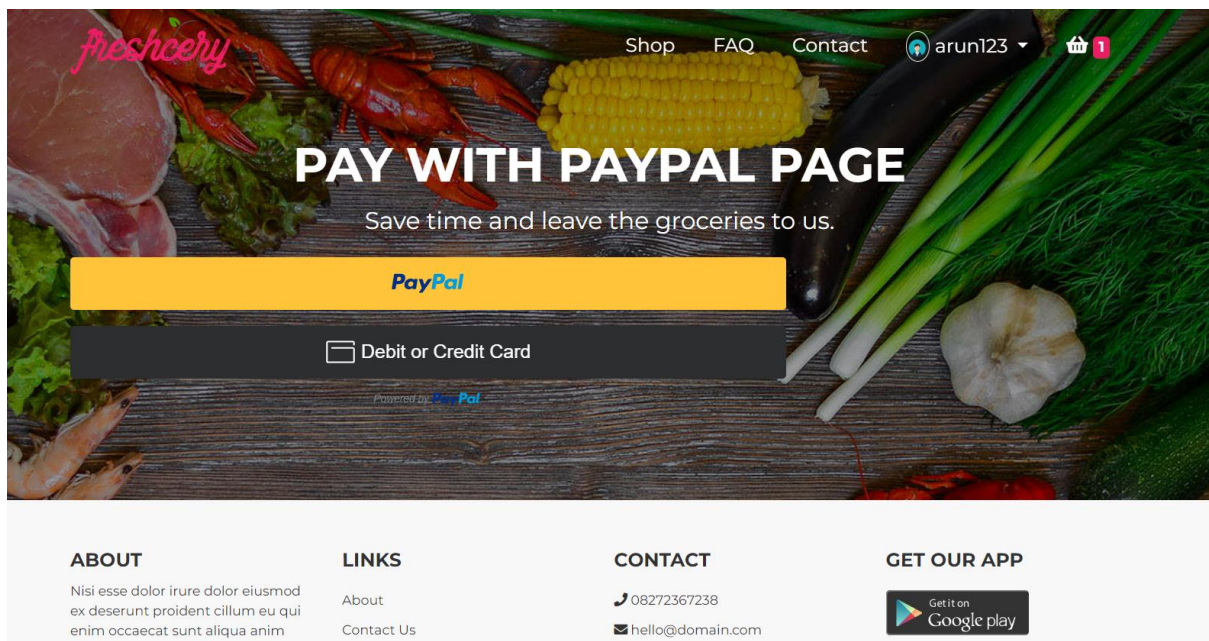 freshcery
Shop FAQ Contact arun123 1
PAY WITH PAYPAL PAGE
Save time and leave the groceries to us.
PayPal
Debit or Credit Card
Powered by PayPal
ABOUT
Nisi esse dolor irure dolor eiusmod
ex deserunt proident cillum eu qui
enim occaecat sunt aliqua anim
LINKS
About
Contact Us
CONTACT
08272367238
hello@domain.com
GET OUR APP
Get it on
Google play